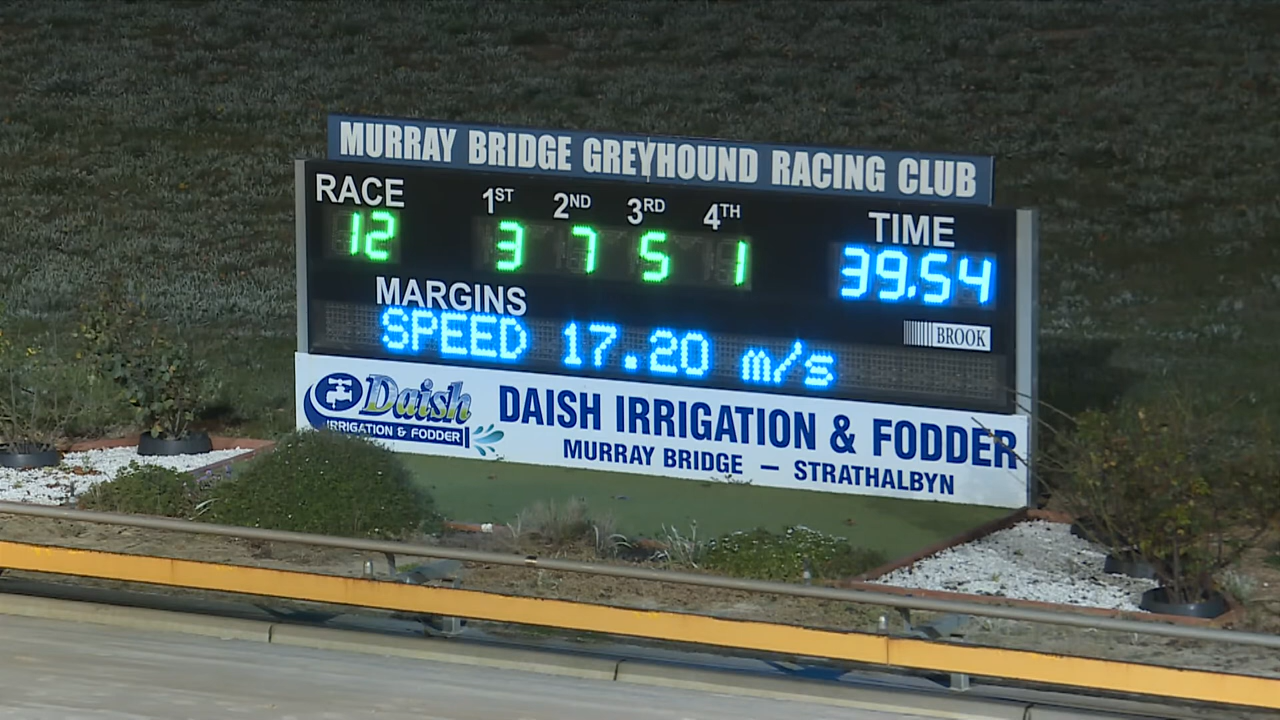 MURRAY BRIDGE GREYHOUND RACING CLUB
RACE 1ST 2ND 3RD 4TH TIME
12 3 7 5 1 39.54
MARGINS
SPEED 17.20 m/s
BROOK
Daish
IRRIGATION & FODDER
DAISH IRRIGATION & FODDER
MURRAY BRIDGE — STRATHALBYN